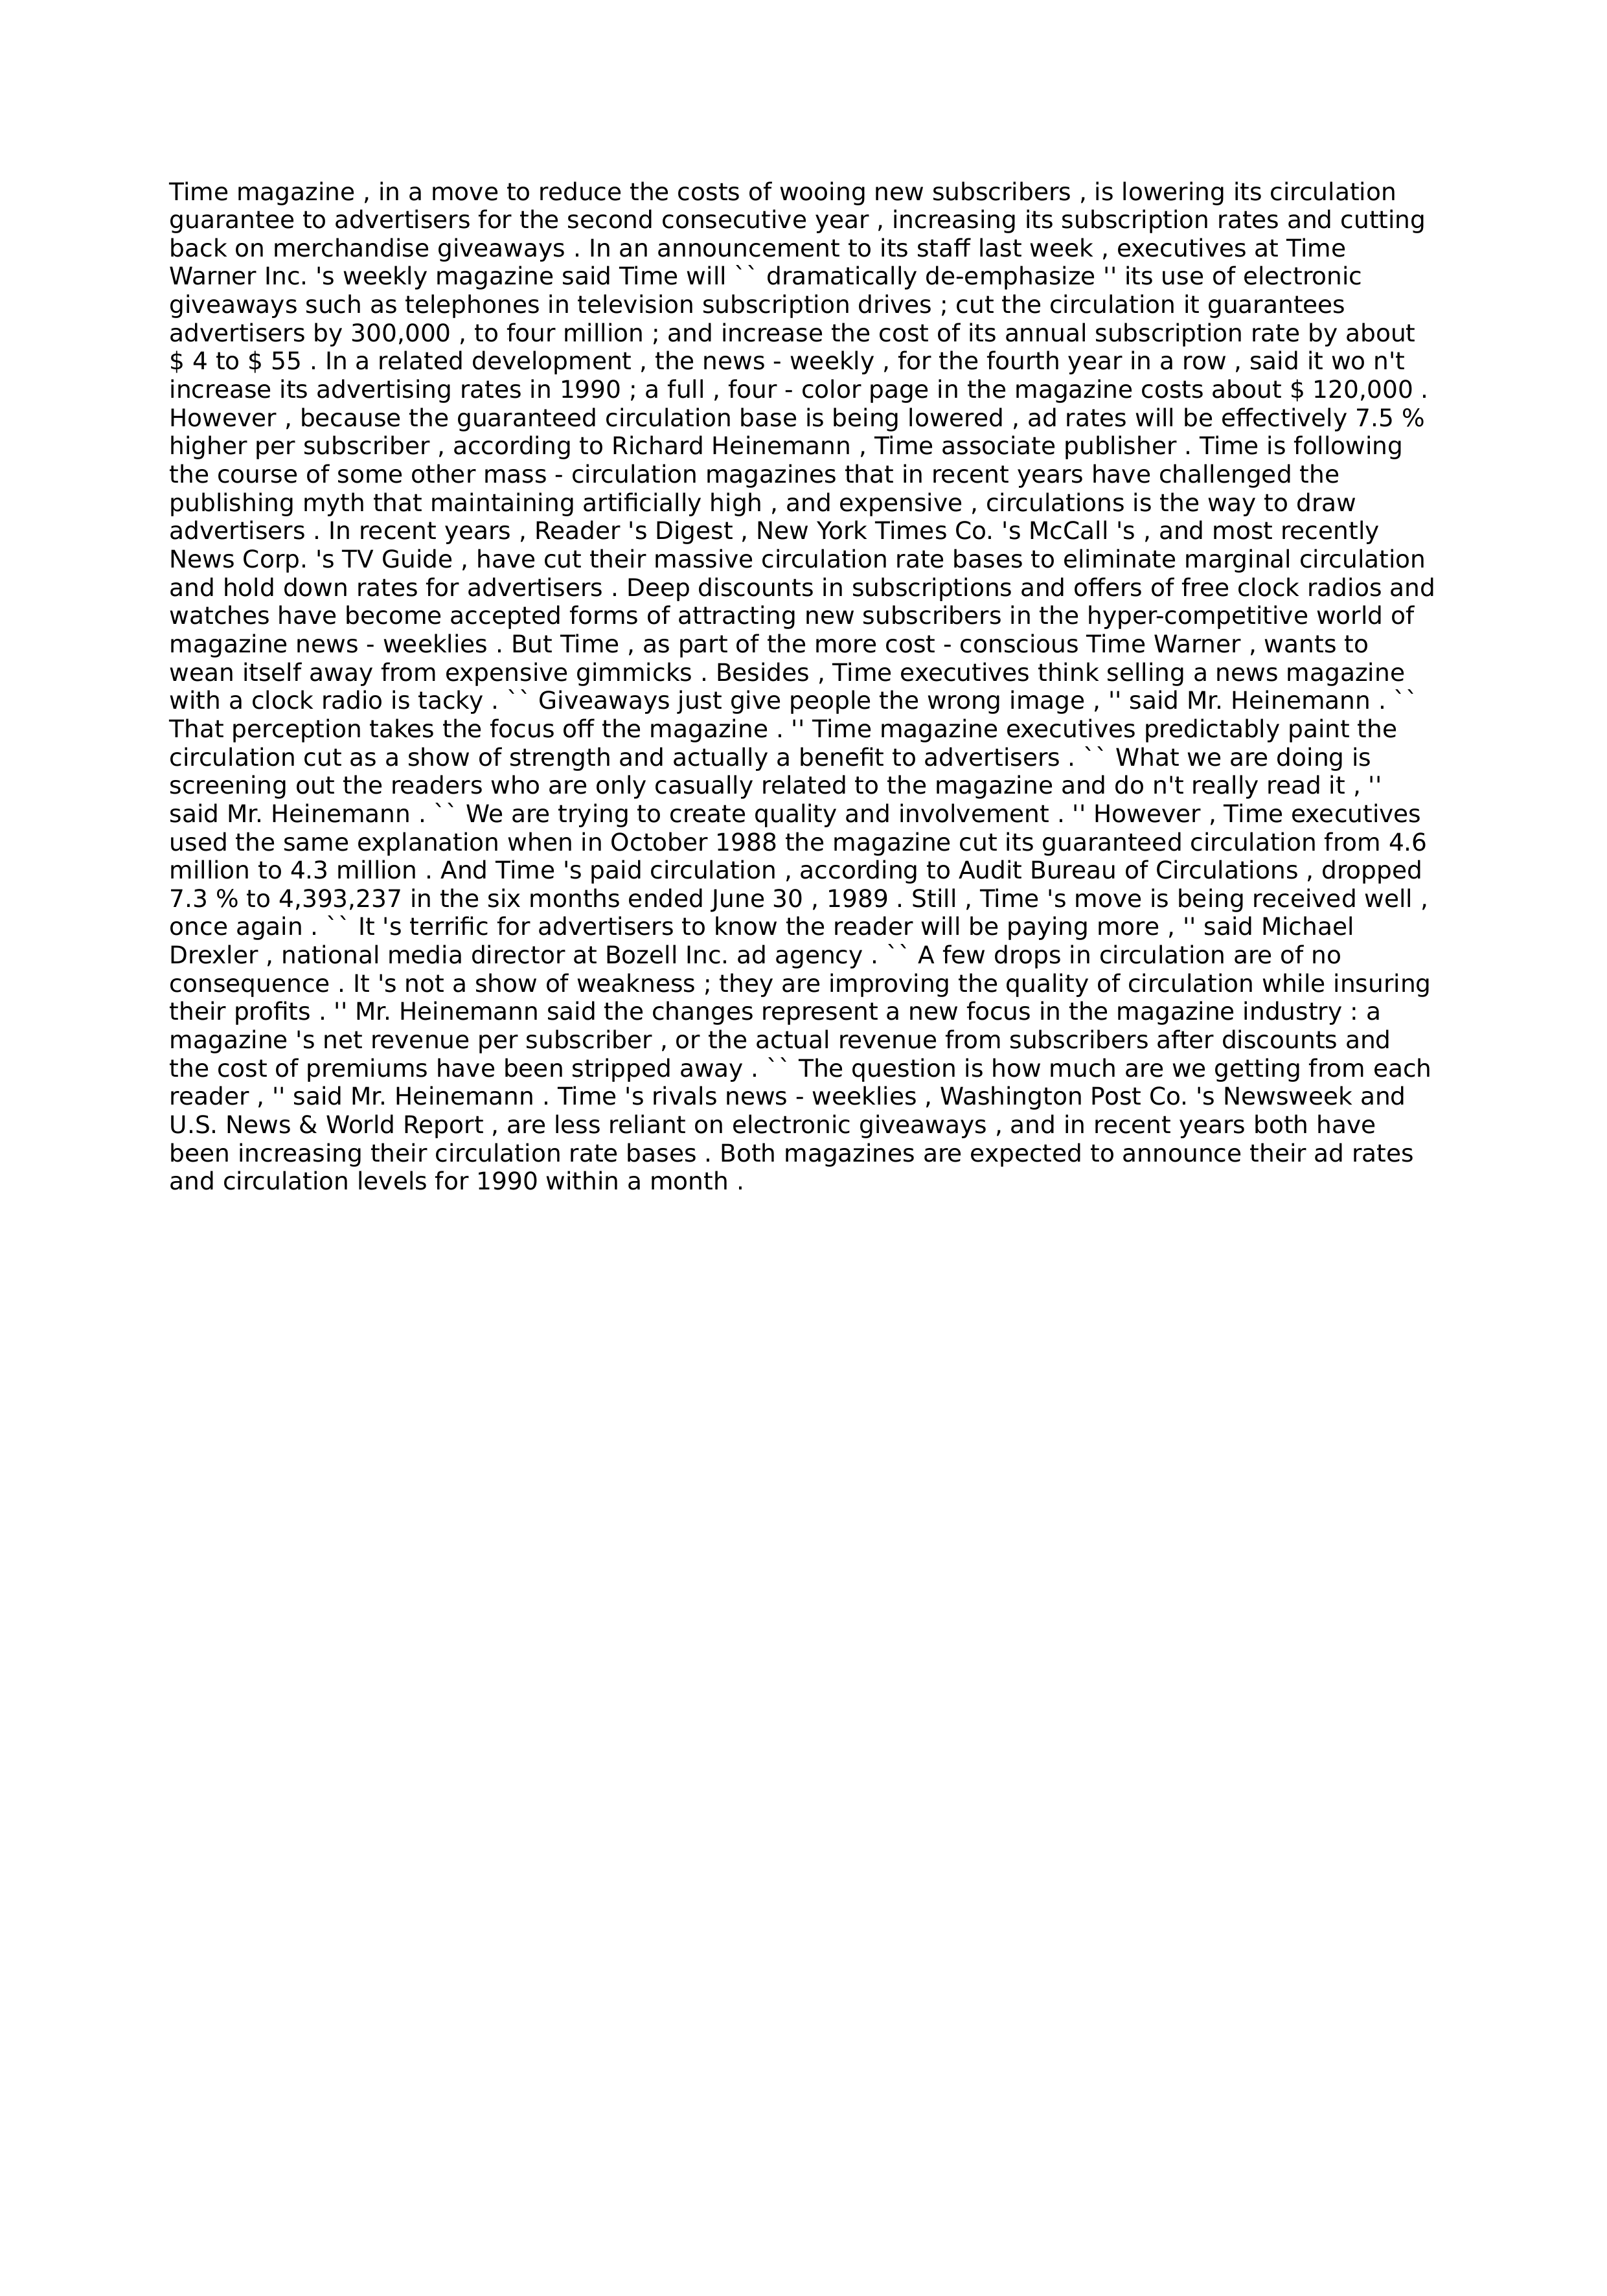 Time magazine , in a move to reduce the costs of wooing new subscribers , is lowering its circulation
guarantee to advertisers for the second consecutive year , increasing its subscription rates and cutting
back on merchandise giveaways . In an announcement to its staff last week , executives at Time
Warner Inc. 's weekly magazine said Time will `` dramatically de-emphasize '' its use of electronic
giveaways such as telephones in television subscription drives ; cut the circulation it guarantees
advertisers by 300,000 , to four million ; and increase the cost of its annual subscription rate by about
$ 4 to $ 55 . In a related development , the news - weekly , for the fourth year in a row , said it wo n't
increase its advertising rates in 1990 ; a full , four - color page in the magazine costs about $ 120,000 .
However , because the guaranteed circulation base is being lowered , ad rates will be effectively 7.5 %
higher per subscriber , according to Richard Heinemann , Time associate publisher . Time is following
the course of some other mass - circulation magazines that in recent years have challenged the
publishing myth that maintaining artificially high , and expensive , circulations is the way to draw
advertisers . In recent years , Reader 's Digest , New York Times Co. 's McCall 's , and most recently
News Corp. 's TV Guide , have cut their massive circulation rate bases to eliminate marginal circulation
and hold down rates for advertisers . Deep discounts in subscriptions and offers of free clock radios and
watches have become accepted forms of attracting new subscribers in the hyper-competitive world of
magazine news - weeklies . But Time , as part of the more cost - conscious Time Warner , wants to
wean itself away from expensive gimmicks . Besides , Time executives think selling a news magazine
with a clock radio is tacky . `` Giveaways just give people the wrong image , '' said Mr. Heinemann . ``
That perception takes the focus off the magazine . '' Time magazine executives predictably paint the
circulation cut as a show of strength and actually a benefit to advertisers . `` What we are doing is
screening out the readers who are only casually related to the magazine and do n't really read it , ''
said Mr. Heinemann . `` We are trying to create quality and involvement . '' However , Time executives
used the same explanation when in October 1988 the magazine cut its guaranteed circulation from 4.6
million to 4.3 million . And Time 's paid circulation , according to Audit Bureau of Circulations , dropped
7.3 % to 4,393,237 in the six months ended June 30 , 1989 . Still , Time 's move is being received well ,
once again . `` It 's terrific for advertisers to know the reader will be paying more , '' said Michael
Drexler , national media director at Bozell Inc. ad agency . `` A few drops in circulation are of no
consequence . It 's not a show of weakness ; they are improving the quality of circulation while insuring
their profits . '' Mr. Heinemann said the changes represent a new focus in the magazine industry : a
magazine 's net revenue per subscriber , or the actual revenue from subscribers after discounts and
the cost of premiums have been stripped away . `` The question is how much are we getting from each
reader , '' said Mr. Heinemann . Time 's rivals news - weeklies , Washington Post Co. 's Newsweek and
U.S. News & World Report , are less reliant on electronic giveaways , and in recent years both have
been increasing their circulation rate bases . Both magazines are expected to announce their ad rates
and circulation levels for 1990 within a month .